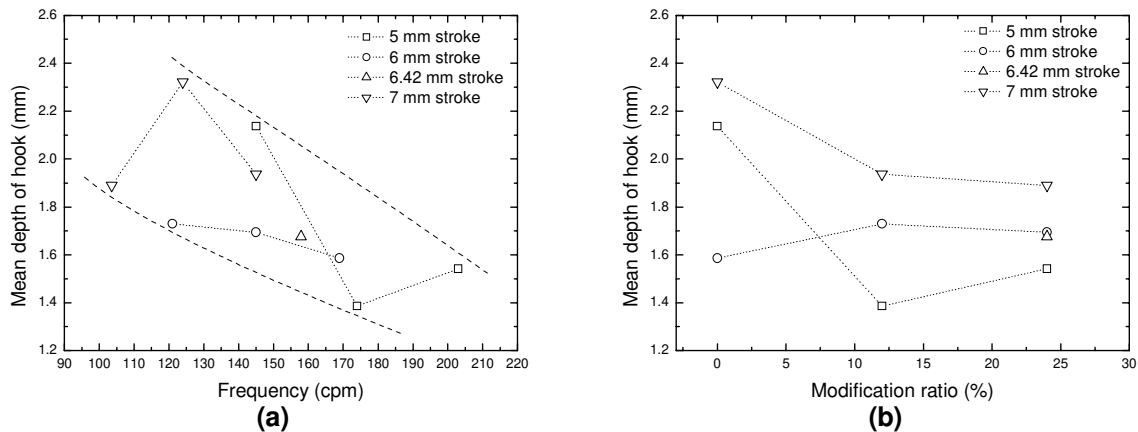 2.6
2.4
2.2
2.0
1.8
1.6
1.4
1.2
Mean depth of hook (mm)
5 mm stroke
6 mm stroke
6.42 mm stroke
7 mm stroke
90 100 110 120 130 140 150 160 170 180 190 200 210 220
Frequency (cpm)
(a)
2.6
2.4
2.2
2.0
1.8
1.6
1.4
1.2
Mean depth of hook (mm)
5 mm stroke
6 mm stroke
6.42 mm stroke
7 mm stroke
0 5 10 15 20 25 30
Modification ratio (%)
(b)